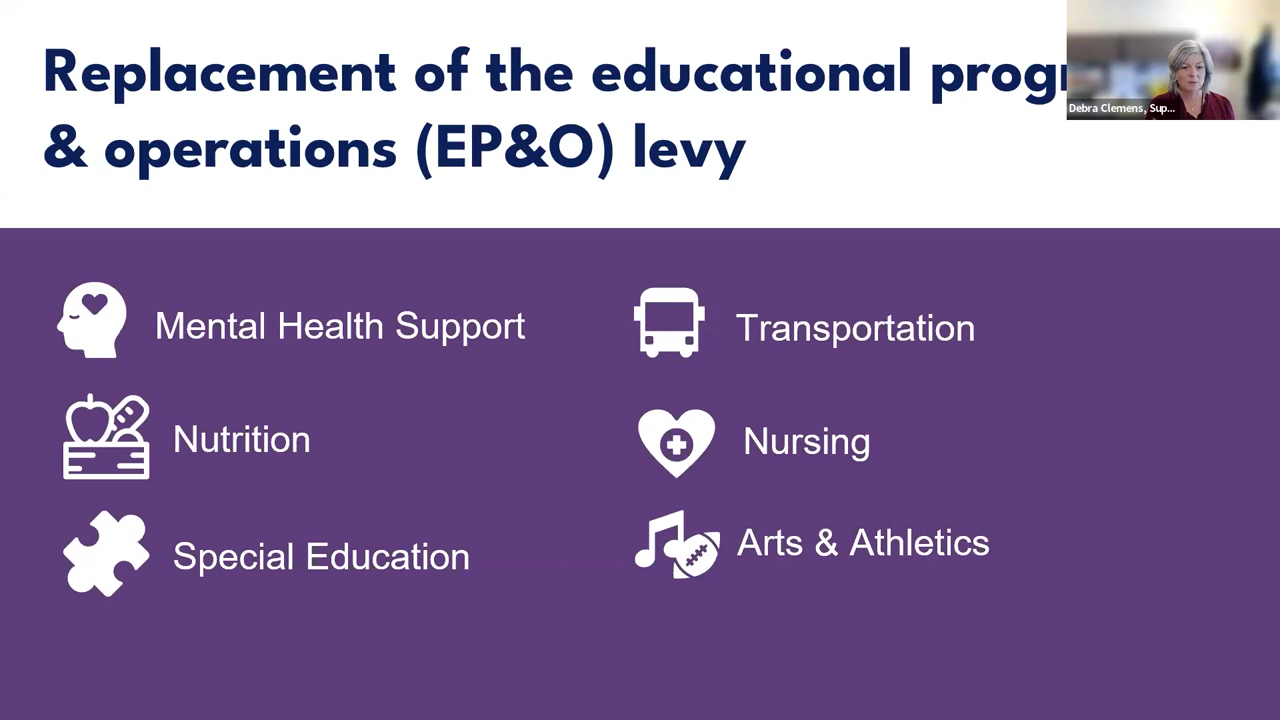 Replacement of the educational
& operations (EP&O) levy
Debra Clemens, Sup...
Mental Health Support
Transportation
Nutrition
Nursing
Special Education
Arts & Athletics